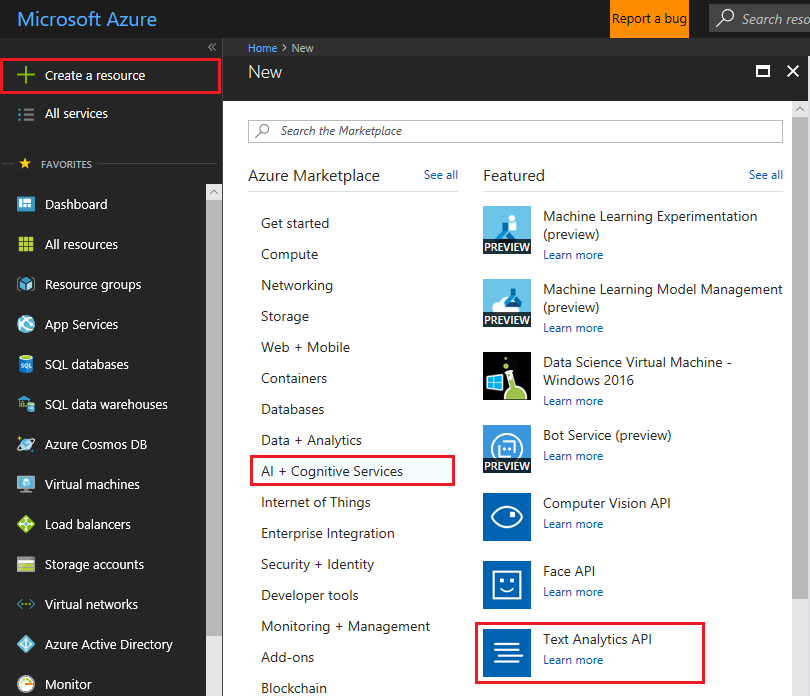 Microsoft Azure
Report a bug
Search reso
Home > New
Create a resource
New
All services
FAVORITES
Dashboard
All resources
Resource groups
App Services
SQL databases
SQL data warehouses
Azure Cosmos DB
Virtual machines
Load balancers
Storage accounts
Virtual networks
Azure Active Directory
Monitor
Search the Marketplace
Azure Marketplace See all
Get started
Compute
Networking
Storage
Web + Mobile
Containers
Databases
Data + Analytics
AI + Cognitive Services
Internet of Things
Enterprise Integration
Security + Identity
Developer tools
Monitoring + Management
Add-ons
Blockchain
Featured See all
PREVIEW
Machine Learning Experimentation
(preview)
Learn more
PREVIEW
Machine Learning Model Management
(preview)
Learn more
Data Science Virtual Machine -
Windows 2016
Learn more
PREVIEW
Bot Service (preview)
Learn more
Computer Vision API
Learn more
Face API
Learn more
Text Analytics API
Learn more